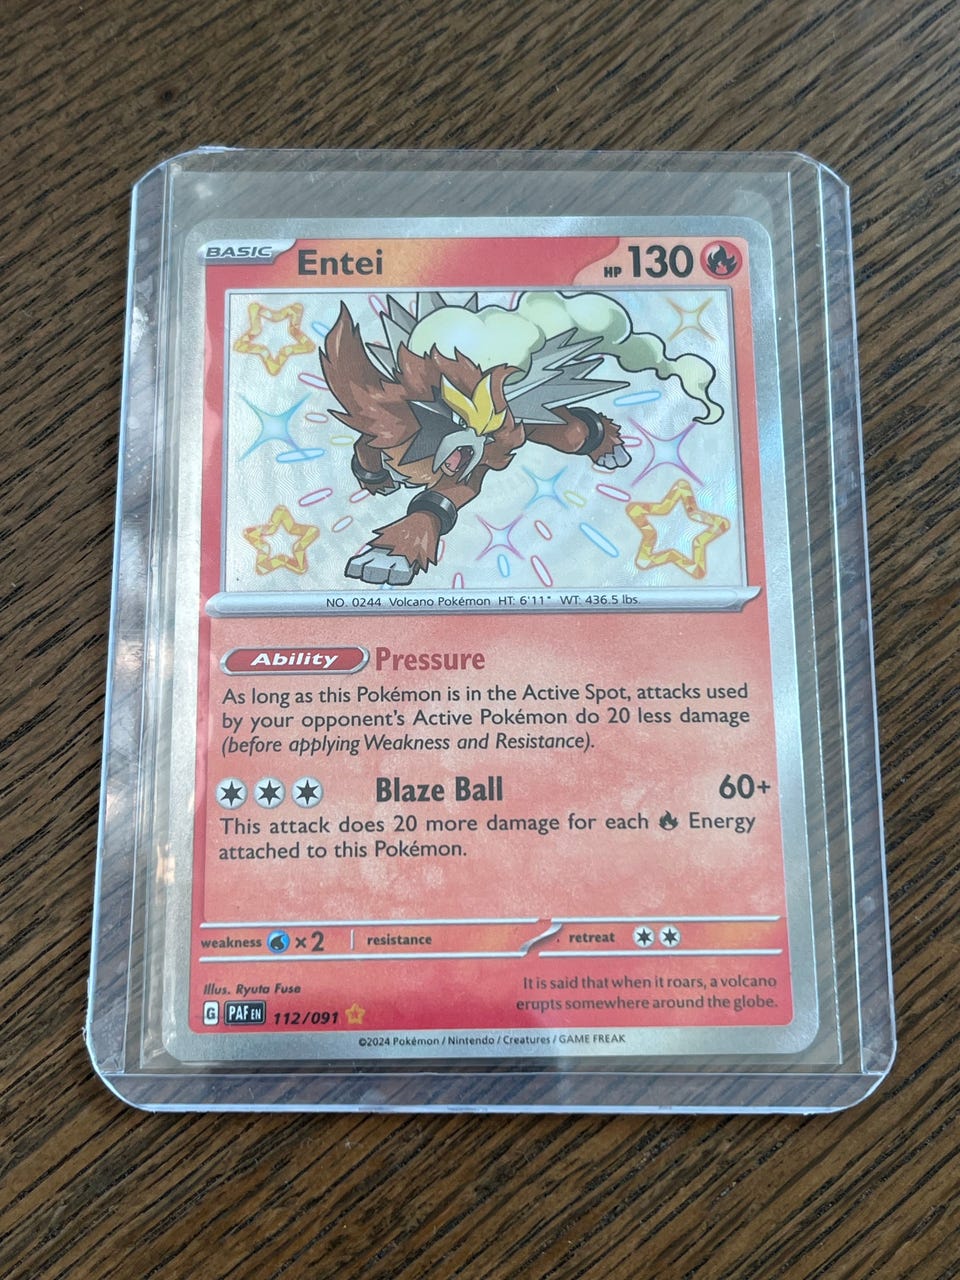 BASIC Entei HP 130
NO. 0244 Volcano Pokémon HT: 6'11" WT: 436.5 lbs.
Ability Pressure
As long as this Pokémon is in the Active Spot, attacks used
by your opponent's Active Pokémon do 20 less damage
(before applying Weakness and Resistance).
Blaze Ball 60+
This attack does 20 more damage for each Energy
attached to this Pokémon.
weakness ×2 resistance retreat
Illus. Ryuta Fuse
It is said that when it roars, a volcano
erupts somewhere around the globe.
G PAF EN 112/091
©2024 Pokémon / Nintendo / Creatures / GAME FREAK